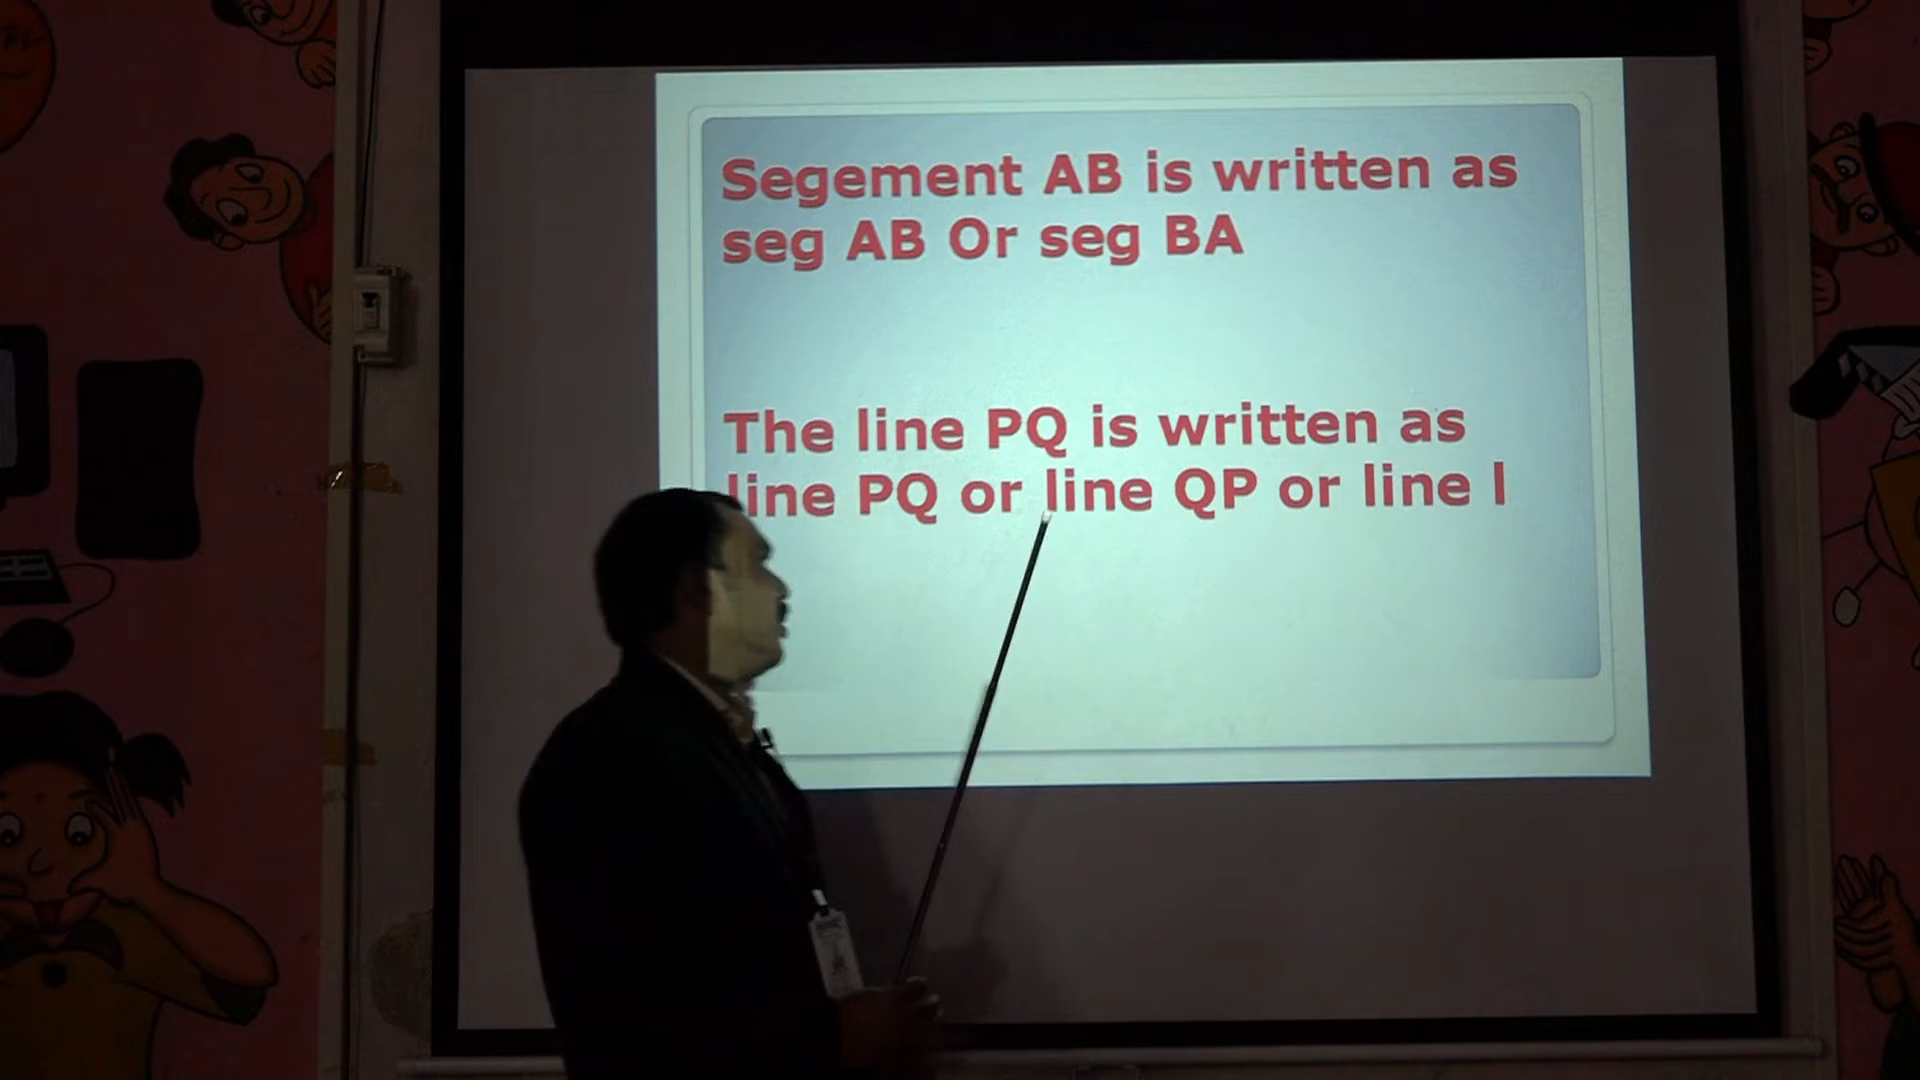 Segement AB is written as
seg AB Or seg BA
The line PQ is written as
line PQ or line QP or line l